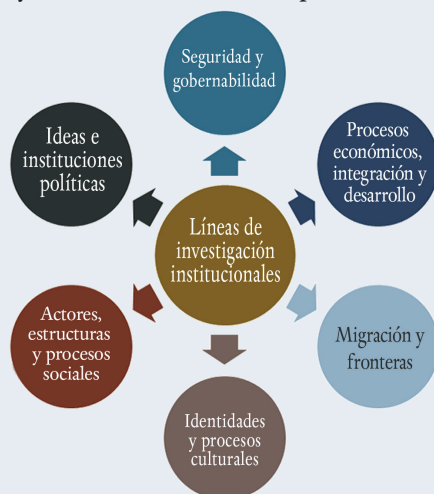 Seguridad y
gobernabilidad
Procesos
económicos,
integración y
desarrollo
Migración y
fronteras
Identidades
y procesos
culturales
Actores,
estructuras
y procesos
sociales
Ideas e
instituciones
políticas
Líneas de
investigación
institucionales